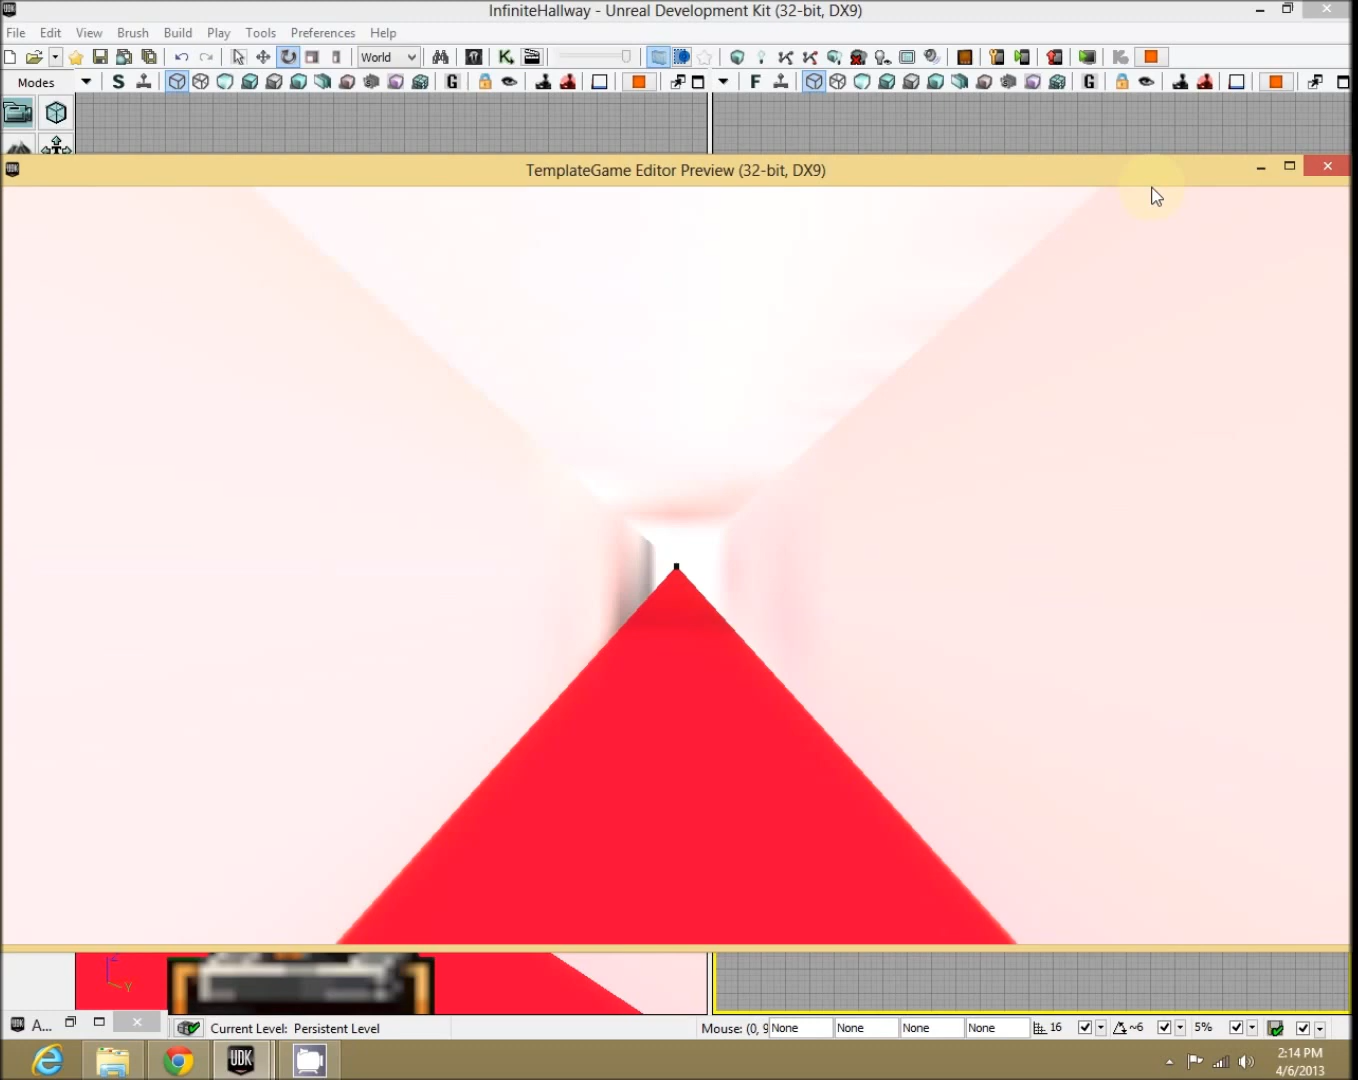 InfiniteHallway - Unreal Development Kit (32-bit, DX9)
File Edit View Brush Build Play Tools Preferences Help
World
Modes S G F G
TemplateGame Editor Preview (32-bit, DX9)
Z
Y
A... Current Level: Persistent Level Mouse: (0, 9 None None None None 16 ~6 5%
UDK
2:14 PM
4/6/2013